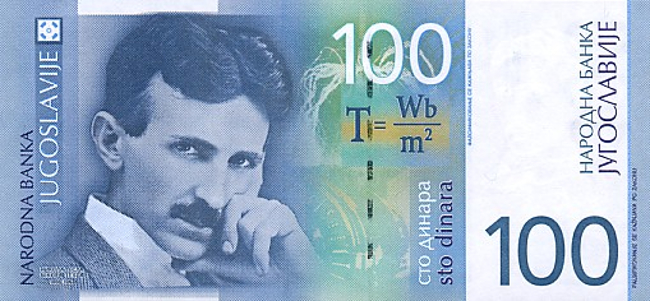 NARODNA BANKA
JUGOSLAVIJE
100
T = Wb
m²
СТО ДИНАРА
sto dinara
НАРОДНА БАНКА
ЈУГОСЛАВИЈЕ
100